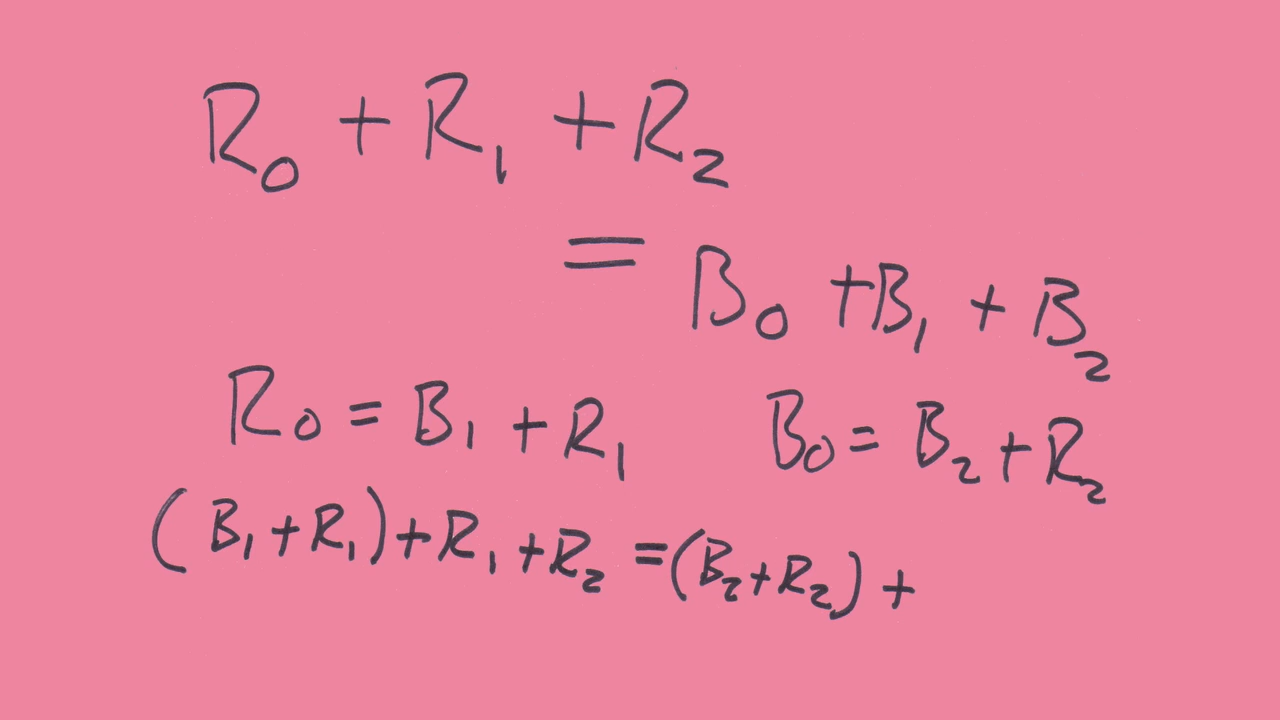 R₀ + R₁ + R₂
= B₀ + B₁ + B₂
R₀ = B₁ + R₁ B₀ = B₂ + R₂
(B₁ + R₁) + R₁ + R₂ = (B₂ + R₂) +